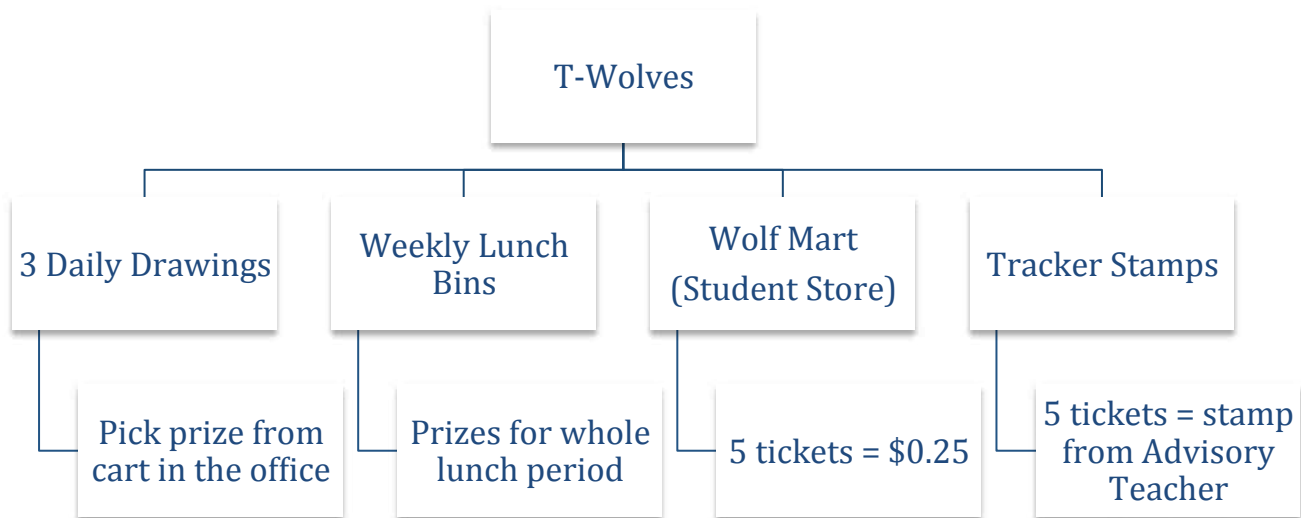 T-Wolves
3 Daily Drawings
Weekly Lunch
Bins
Wolf Mart
(Student Store)
Tracker Stamps
Pick prize from
cart in the office
Prizes for whole
lunch period
5 tickets = $0.25
5 tickets = stamp
from Advisory
Teacher